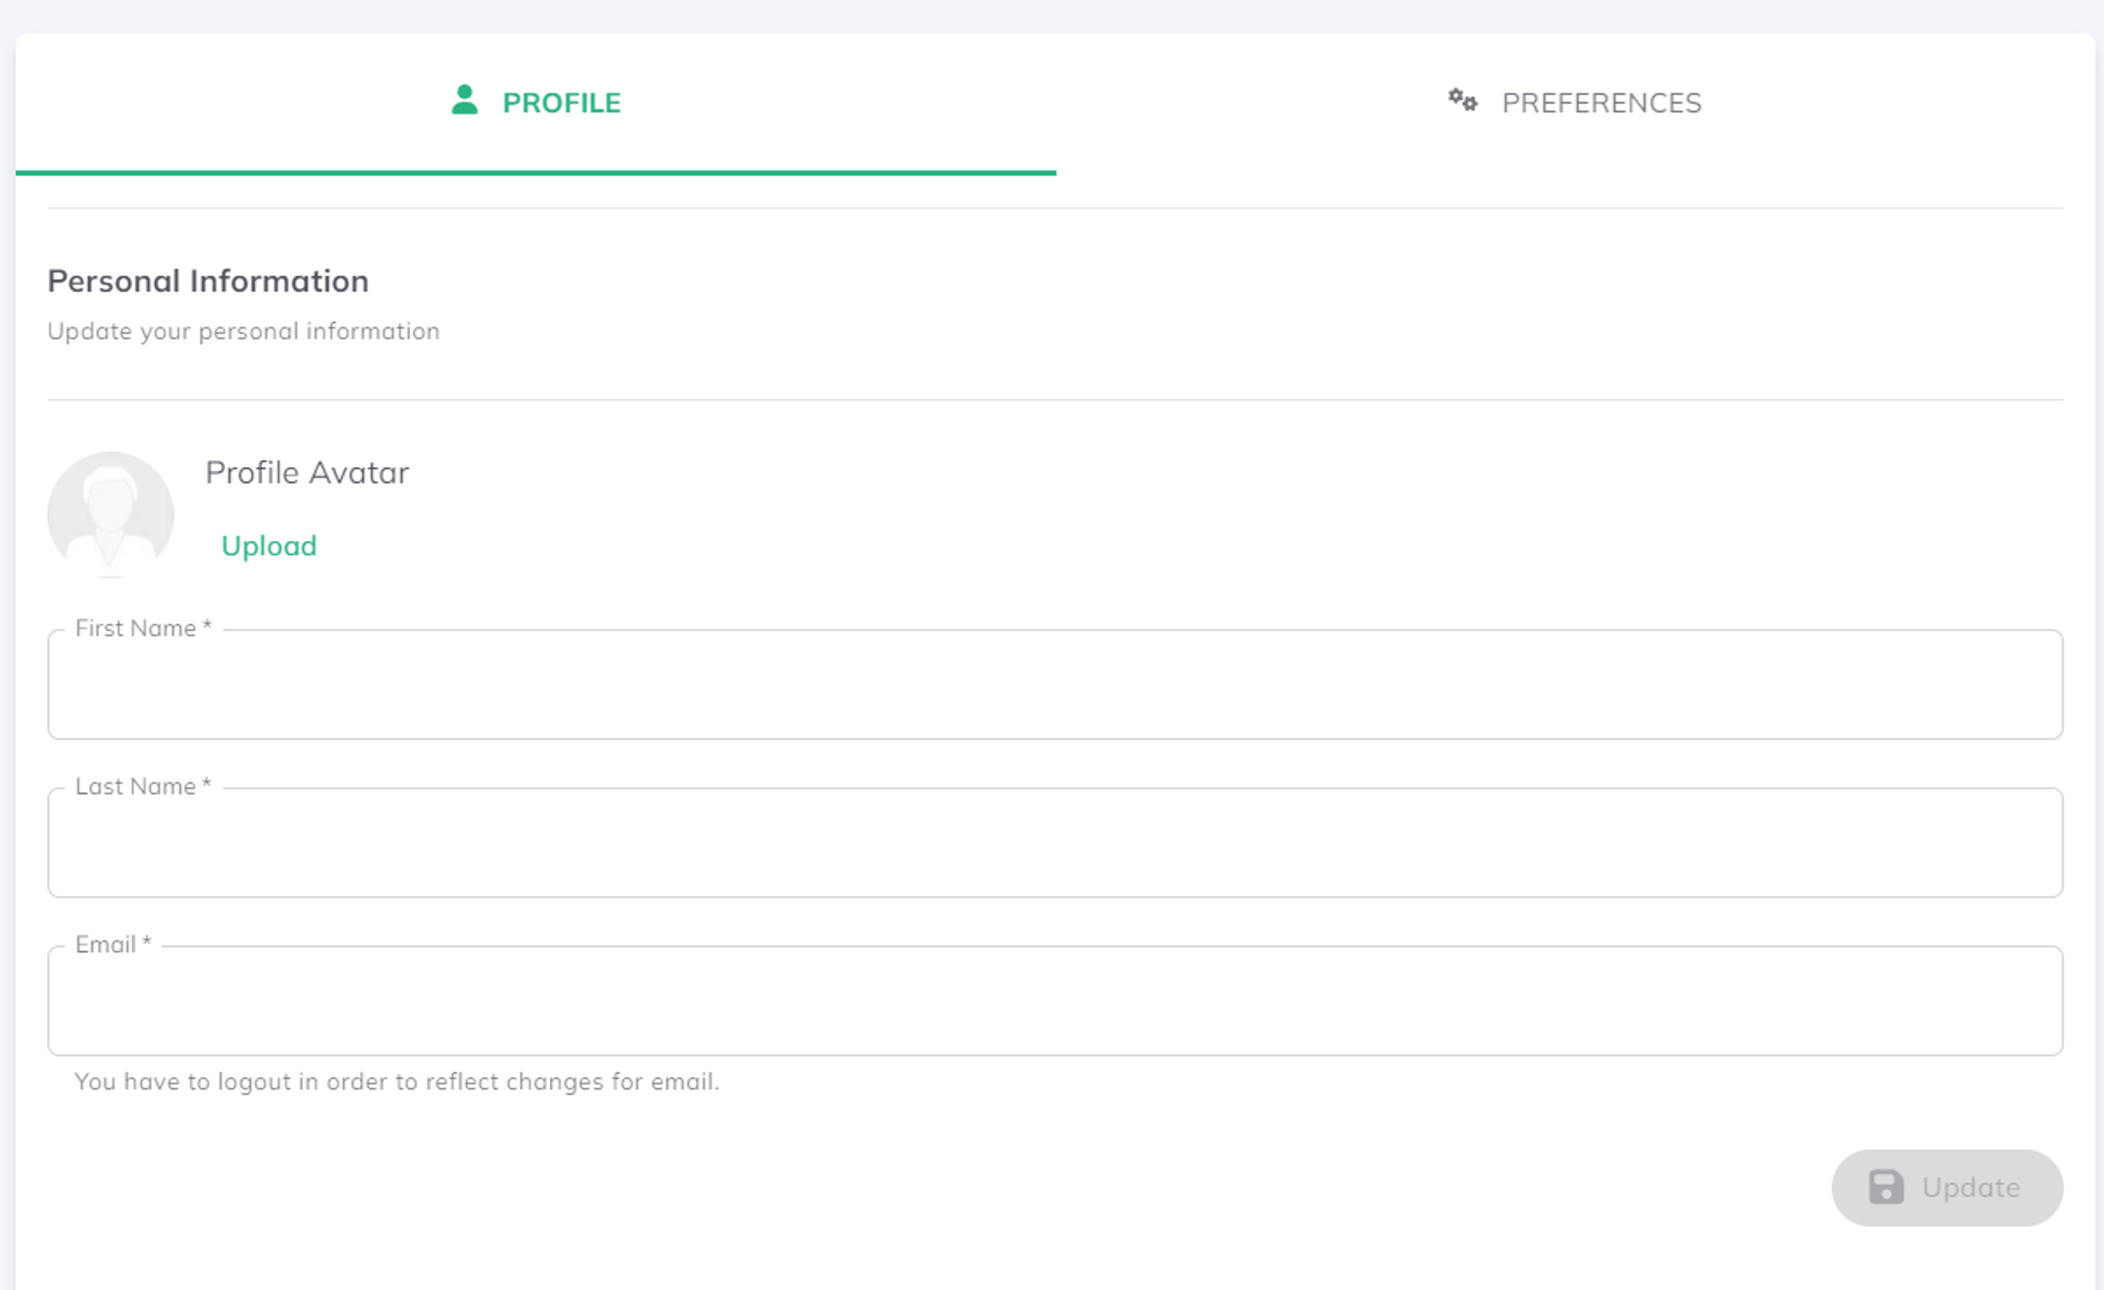 PROFILE
PREFERENCES
Personal Information
Update your personal information
Profile Avatar
Upload
First Name *
Last Name *
Email *
You have to logout in order to reflect changes for email.
Update